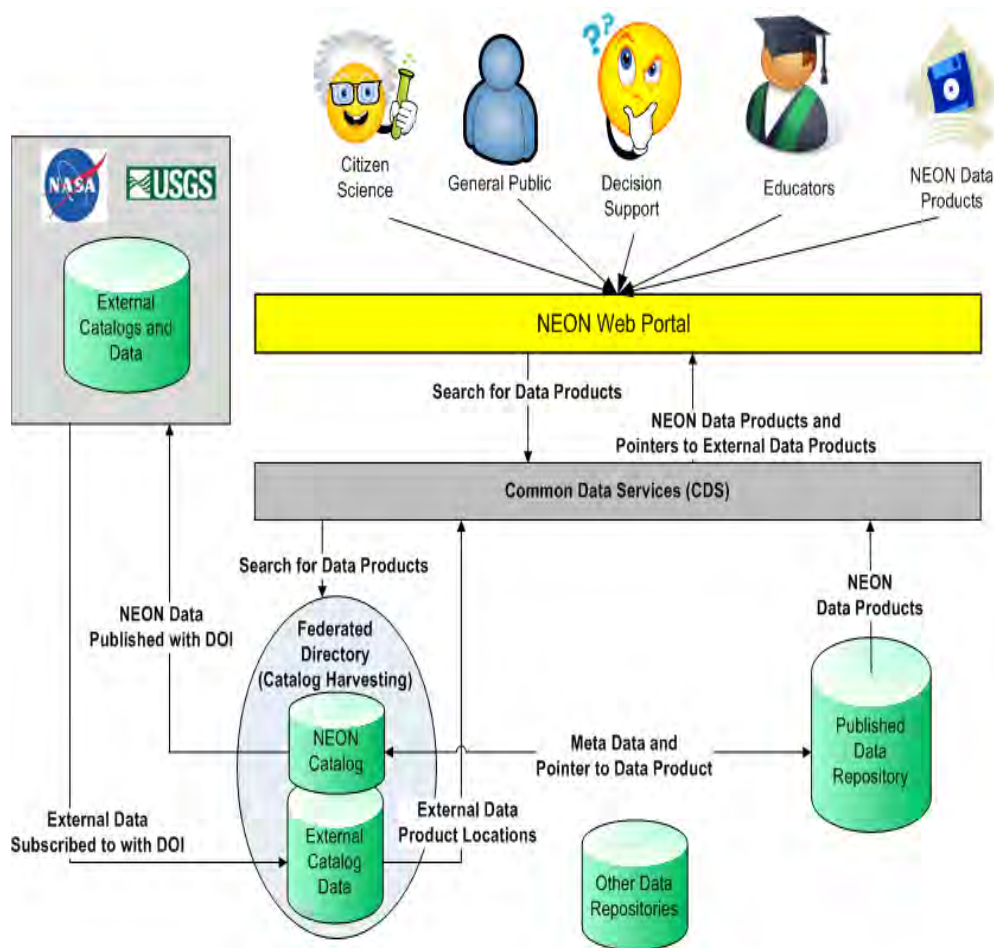 ??
Citizen
Science
General Public
Decision
Support
Educators
NEON Data
Products
NASA
USGS
External
Catalogs and
Data
NEON Web Portal
Search for Data Products
NEON Data Products and
Pointers to External Data Products
Common Data Services (CDS)
Search for Data Products
NEON Data
Published with DOI
Federated
Directory
(Catalog Harvesting)
NEON
Data Products
NEON
Catalog
Meta Data and
Pointer to Data Product
Published
Data
Repository
External Data
Subscribed to with DOI
External
Catalog
Data
External Data
Product Locations
Other Data
Repositories